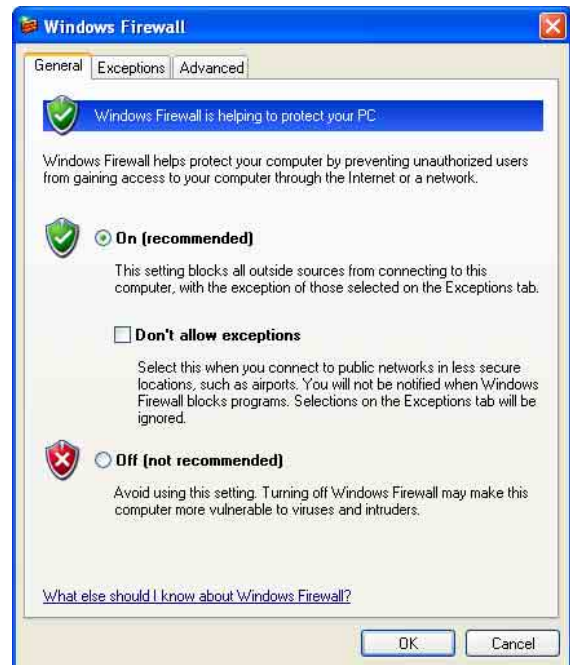 Windows Firewall
General Exceptions Advanced
Windows Firewall is helping to protect your PC
Windows Firewall helps protect your computer by preventing unauthorized users
from gaining access to your computer through the Internet or a network.
On (recommended)
This setting blocks all outside sources from connecting to this
computer, with the exception of those selected on the Exceptions tab.
Don't allow exceptions
Select this when you connect to public networks in less secure
locations, such as airports. You will not be notified when Windows
Firewall blocks programs. Selections on the Exceptions tab will be
ignored.
Off (not recommended)
Avoid using this setting. Turning off Windows Firewall may make this
computer more vulnerable to viruses and intruders.
What else should I know about Windows Firewall?
OK Cancel